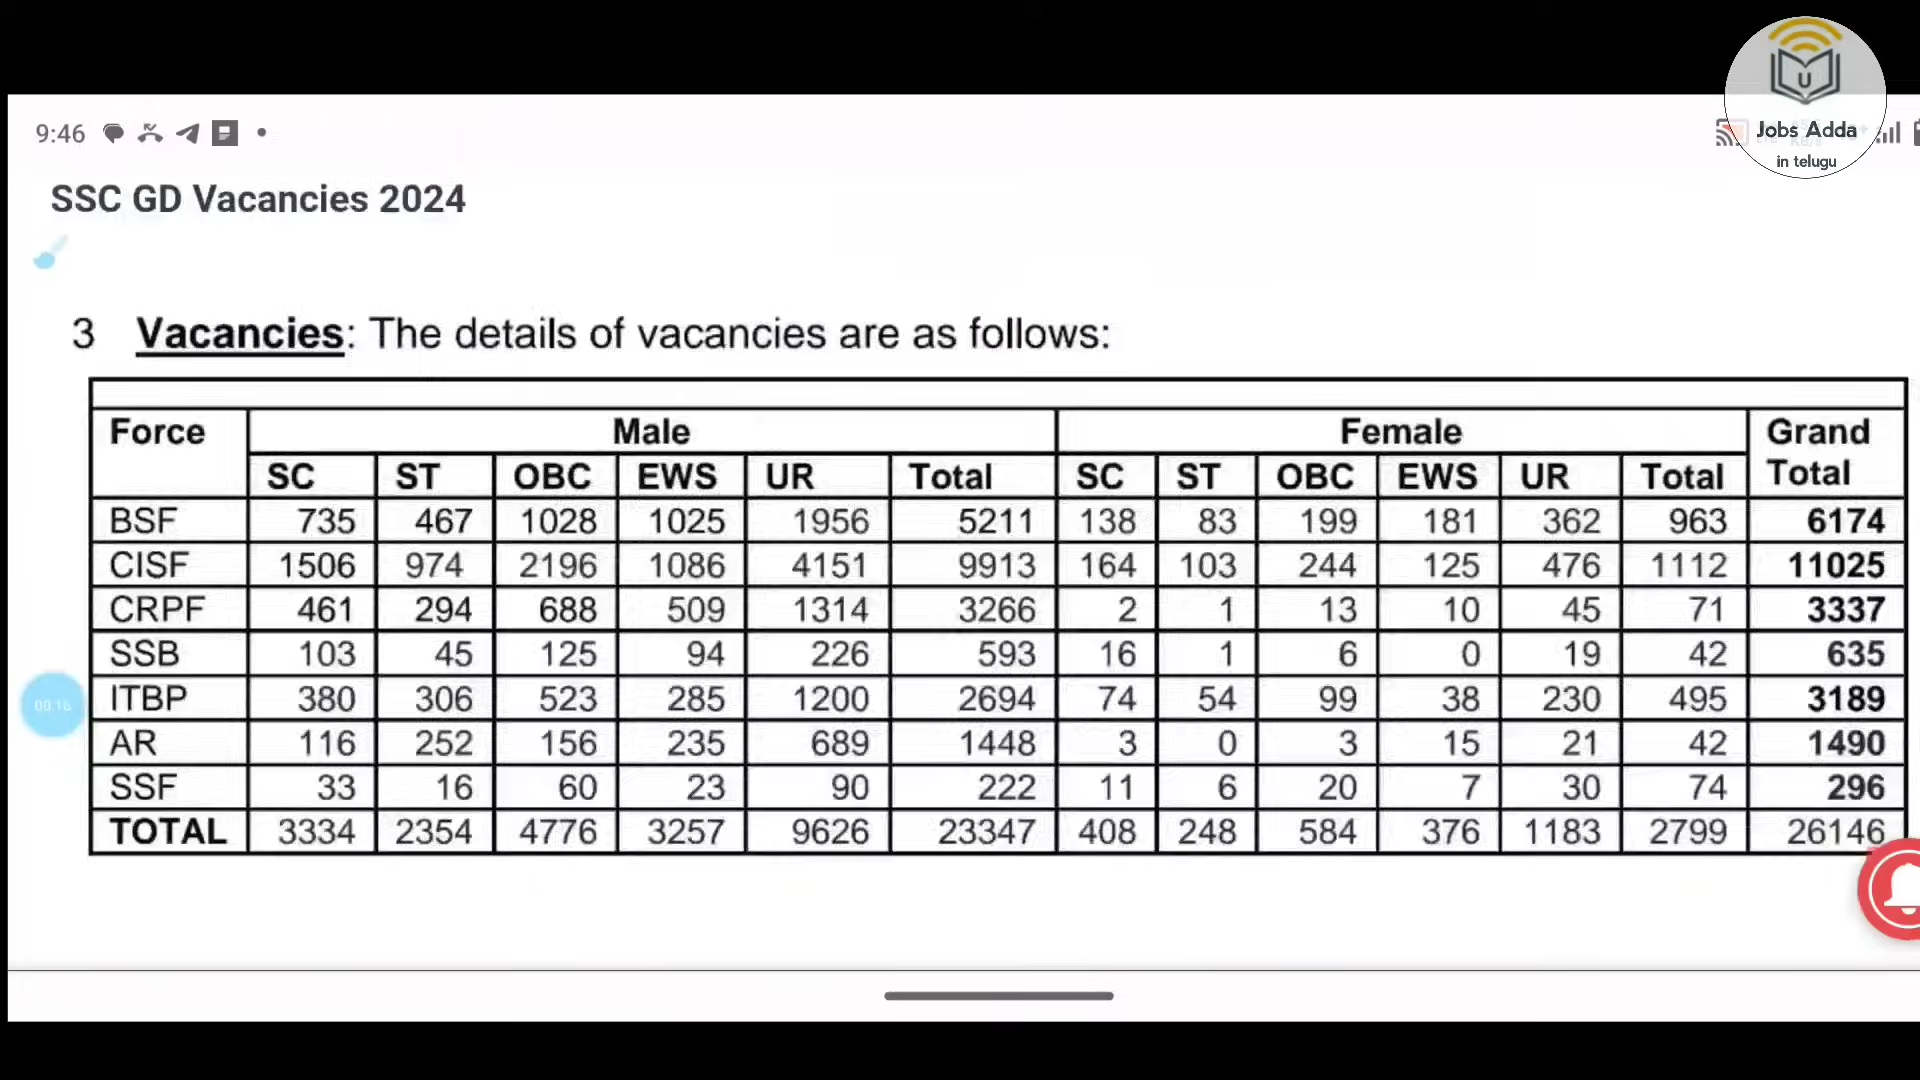 9:46
Jobs Adda
in telugu
SSC GD Vacancies 2024
3 Vacancies: The details of vacancies are as follows:
Force Male Female Grand Total
SC ST OBC EWS UR Total SC ST OBC EWS UR Total
BSF 735 467 1028 1025 1956 5211 138 83 199 181 362 963 6174
CISF 1506 974 2196 1086 4151 9913 164 103 244 125 476 1112 11025
CRPF 461 294 688 509 1314 3266 2 1 13 10 45 71 3337
SSB 103 45 125 94 226 593 16 1 6 0 19 42 635
00:16
ITBP 380 306 523 285 1200 2694 74 54 99 38 230 495 3189
AR 116 252 156 235 689 1448 3 0 3 15 21 42 1490
SSF 33 16 60 23 90 222 11 6 20 7 30 74 296
TOTAL 3334 2354 4776 3257 9626 23347 408 248 584 376 1183 2799 26146